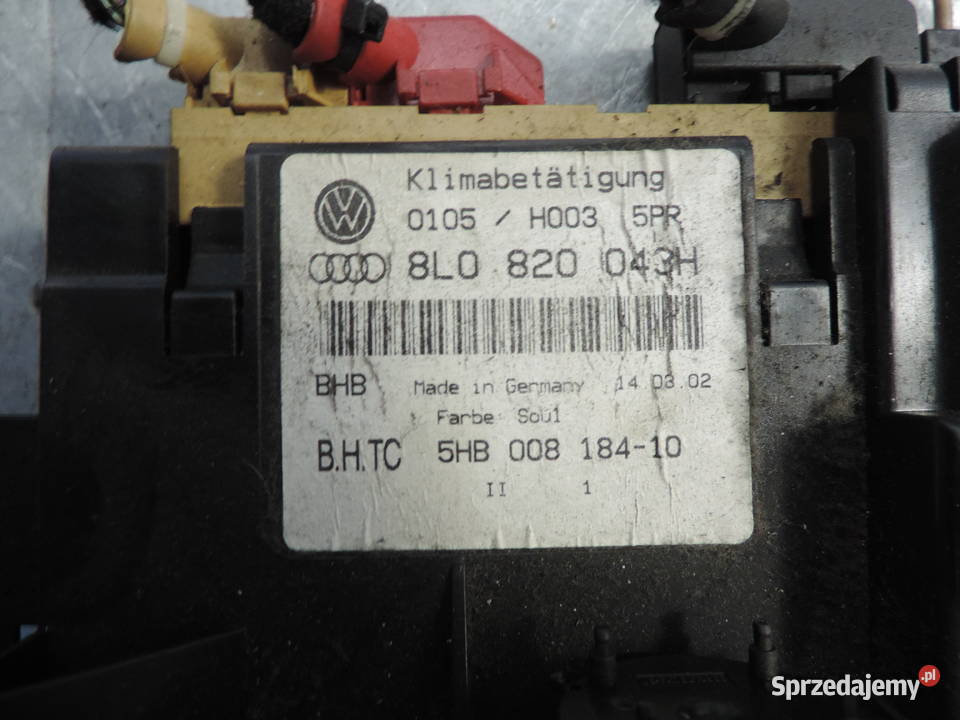 Klimabetätigung
0105 / H003 5PR
8L0 820 043H
BHB Made in Germany 14.03.02
Farbe: Soul
B.H.TC 5HB 008 184-10
II 1
Sprzedajemy.pl